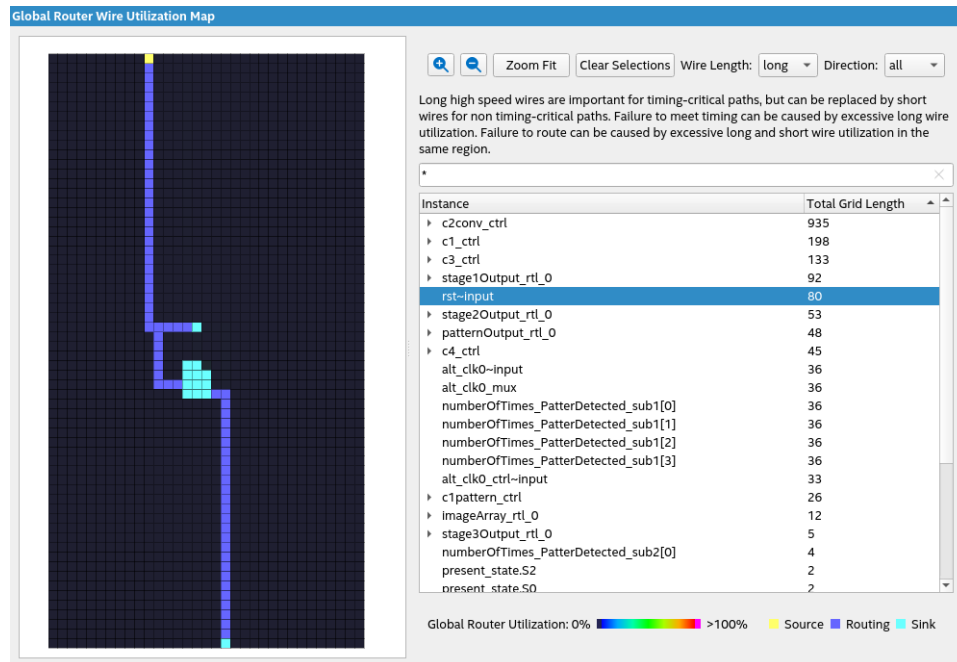 Global Router Wire Utilization Map
Zoom Fit Clear Selections Wire Length: long Direction: all
Long high speed wires are important for timing-critical paths, but can be replaced by short
wires for non timing-critical paths. Failure to meet timing can be caused by excessive long wire
utilization. Failure to route can be caused by excessive long and short wire utilization in the
same region.
*
Instance Total Grid Length
c2conv_ctrl 935
c1_ctrl 198
c3_ctrl 133
stage1Output_rtl_0 92
rst~input 80
stage2Output_rtl_0 53
patternOutput_rtl_0 48
c4_ctrl 45
alt_clk0~input 36
alt_clk0_mux 36
numberOfTimes_PatterDetected_sub1[0] 36
numberOfTimes_PatterDetected_sub1[1] 36
numberOfTimes_PatterDetected_sub1[2] 36
numberOfTimes_PatterDetected_sub1[3] 36
alt_clk0_ctrl~input 33
c1pattern_ctrl 26
imageArray_rtl_0 12
stage3Output_rtl_0 5
numberOfTimes_PatterDetected_sub2[0] 4
present_state.S2 2
present_state.S0 2
Global Router Utilization: 0% >100% Source Routing Sink